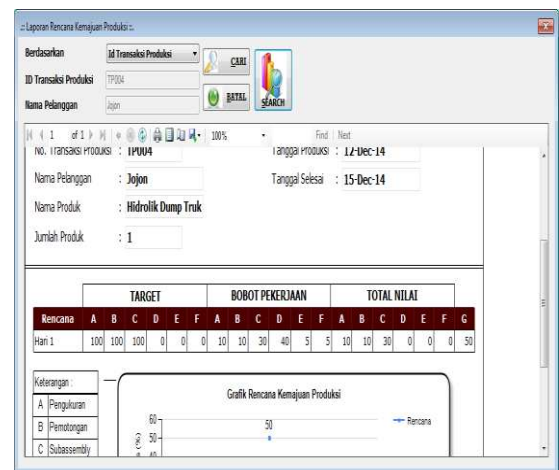 .:: Laporan Rencana Kemajuan Produksi ::.
Berdasarkan Id Transaksi Produksi CARI
ID Transaksi Produksi TP004
Nama Pelanggan Jojon BATAL SEARCH
1 of 1 100% Find Next
No. Transaksi Produksi : TP004 Tanggal Produksi : 12-Dec-14
Nama Pelanggan : Jojon Tanggal Selesai : 15-Dec-14
Nama Produk : Hidrolik Dump Truk
Jumlah Produk : 1
TARGET BOBOT PEKERJAAN TOTAL NILAI
Rencana A B C D E F A B C D E F A B C D E F G
Hari 1 100 100 100 0 0 0 10 10 30 40 5 5 10 10 30 0 0 0 50
Keterangan :
A Pengukuran
B Pemotongan
C Subassembly
Grafik Rencana Kemajuan Produksi
60
50
50
40
(%)
Rencana